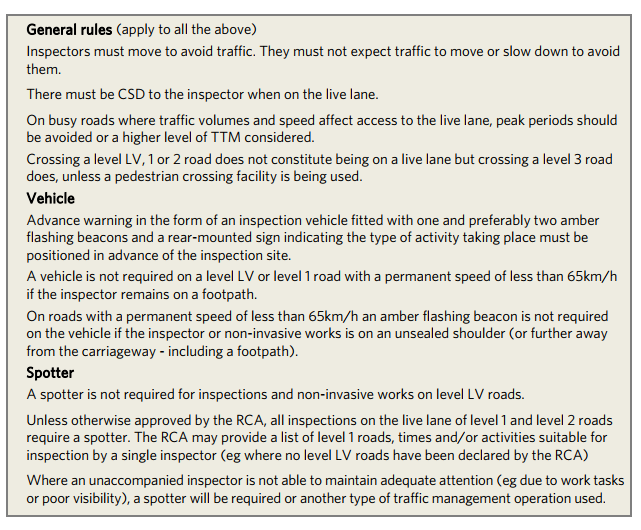 General rules (apply to all the above)
Inspectors must move to avoid traffic. They must not expect traffic to move or slow down to avoid
them.
There must be CSD to the inspector when on the live lane.
On busy roads where traffic volumes and speed affect access to the live lane, peak periods should
be avoided or a higher level of TTM considered.
Crossing a level LV, 1 or 2 road does not constitute being on a live lane but crossing a level 3 road
does, unless a pedestrian crossing facility is being used.
Vehicle
Advance warning in the form of an inspection vehicle fitted with one and preferably two amber
flashing beacons and a rear-mounted sign indicating the type of activity taking place must be
positioned in advance of the inspection site.
A vehicle is not required on a level LV or level 1 road with a permanent speed of less than 65km/h
if the inspector remains on a footpath.
On roads with a permanent speed of less than 65km/h an amber flashing beacon is not required
on the vehicle if the inspector or non-invasive works is on an unsealed shoulder (or further away
from the carriageway - including a footpath).
Spotter
A spotter is not required for inspections and non-invasive works on level LV roads.
Unless otherwise approved by the RCA, all inspections on the live lane of level 1 and level 2 roads
require a spotter. The RCA may provide a list of level 1 roads, times and/or activities suitable for
inspection by a single inspector (eg where no level LV roads have been declared by the RCA)
Where an unaccompanied inspector is not able to maintain adequate attention (eg due to work tasks
or poor visibility), a spotter will be required or another type of traffic management operation used.